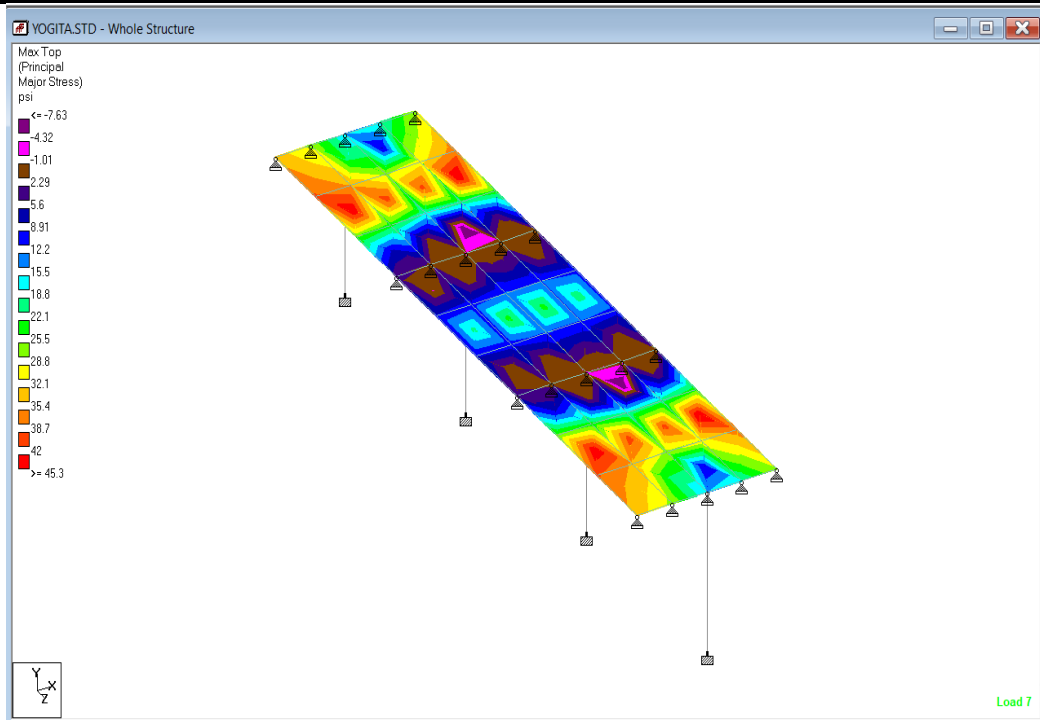 YOGITA.STD - Whole Structure
Max Top
(Principal
Major Stress)
psi
<= -7.63
-4.32
-1.01
2.29
5.6
8.91
12.2
15.5
18.8
22.1
25.5
28.8
32.1
35.4
38.7
42
>= 45.3
Y
X
Z
Load 7